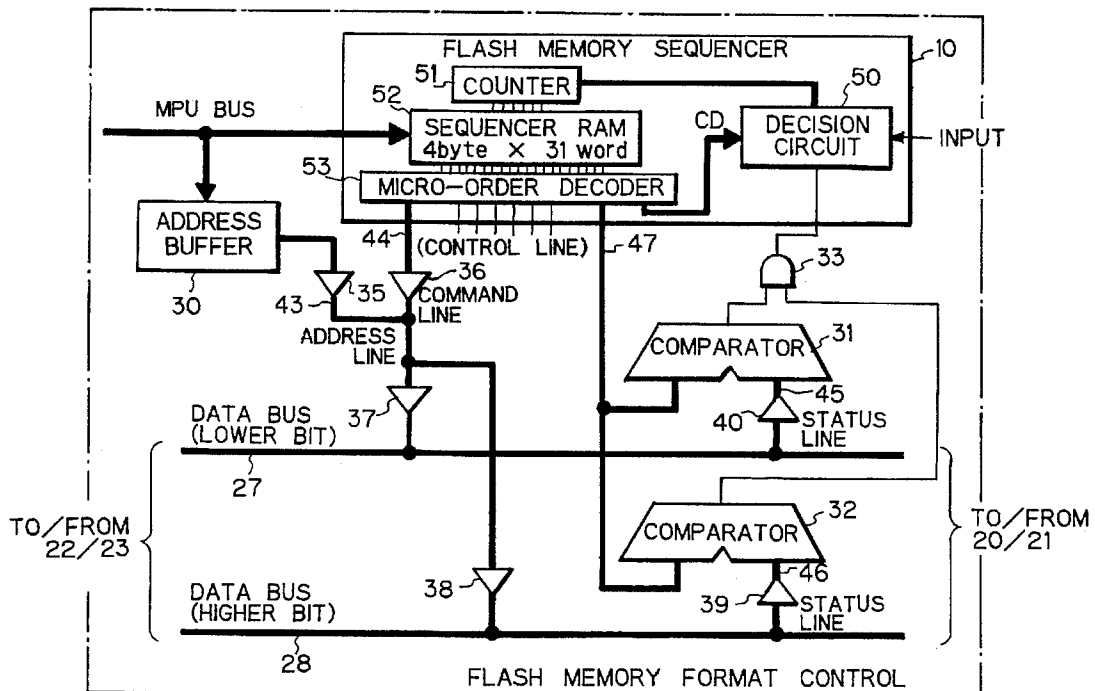 FLASH MEMORY SEQUENCER
10
51
COUNTER
50
52
MPU BUS
SEQUENCER RAM
4byte × 31 word
CD
DECISION
CIRCUIT
INPUT
53
MICRO-ORDER DECODER
ADDRESS
BUFFER
44
(CONTROL LINE)
47
33
30
35
36
43
COMMAND
LINE
ADDRESS
LINE
COMPARATOR
31
37
45
40
STATUS
LINE
DATA BUS
(LOWER BIT)
27
TO/FROM
22/23
TO/FROM
20/21
COMPARATOR
32
38
46
39
STATUS
LINE
DATA BUS
(HIGHER BIT)
28
FLASH MEMORY FORMAT CONTROL